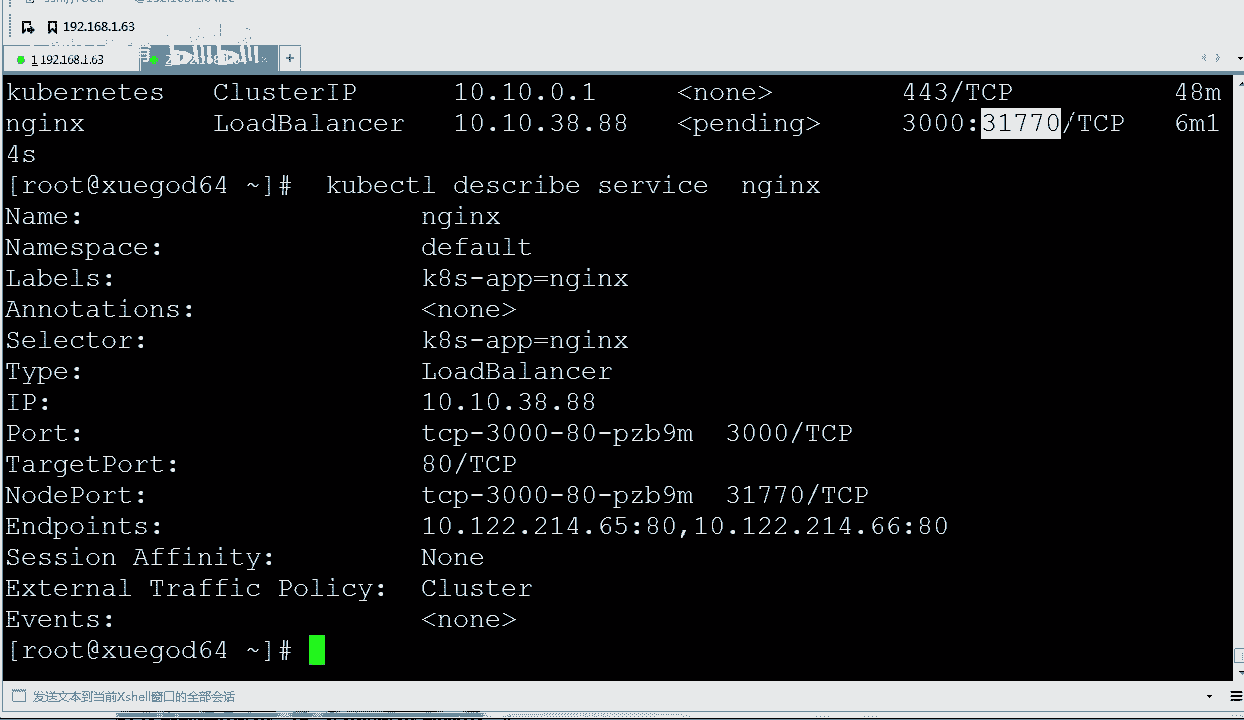 192.168.1.63
1 192.168.1.63
+
kubernetes ClusterIP 10.10.0.1 <none> 443/TCP 48m
nginx LoadBalancer 10.10.38.88 <pending> 3000:31770/TCP 6m1
4s
[root@xuegod64 ~]# kubectl describe service nginx
Name: nginx
Namespace: default
Labels: k8s-app=nginx
Annotations: <none>
Selector: k8s-app=nginx
Type: LoadBalancer
IP: 10.10.38.88
Port: tcp-3000-80-pzb9m 3000/TCP
TargetPort: 80/TCP
NodePort: tcp-3000-80-pzb9m 31770/TCP
Endpoints: 10.122.214.65:80,10.122.214.66:80
Session Affinity: None
External Traffic Policy: Cluster
Events: <none>
[root@xuegod64 ~]#
发送文本到当前Xshell窗口的全部会话